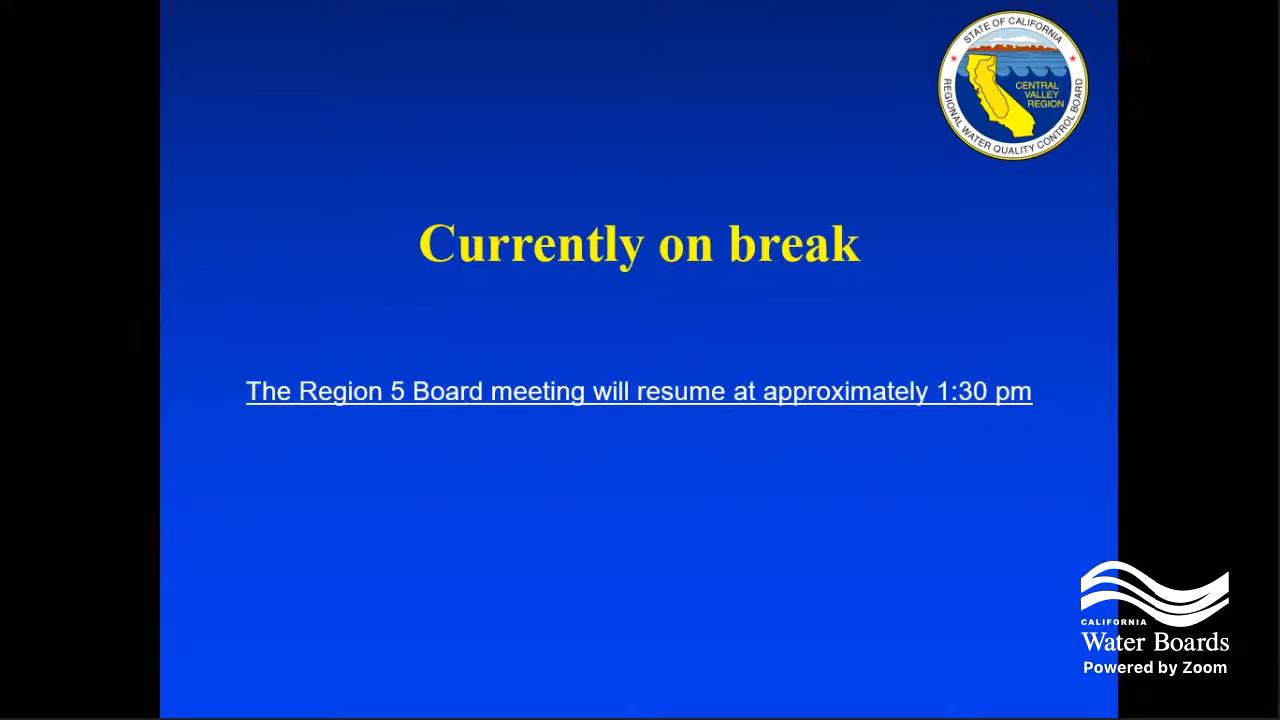 STATE OF CALIFORNIA
CENTRAL
VALLEY
REGION
REGIONAL WATER QUALITY CONTROL BOARD
Currently on break
The Region 5 Board meeting will resume at approximately 1:30 pm
CALIFORNIA
Water Boards
Powered by Zoom